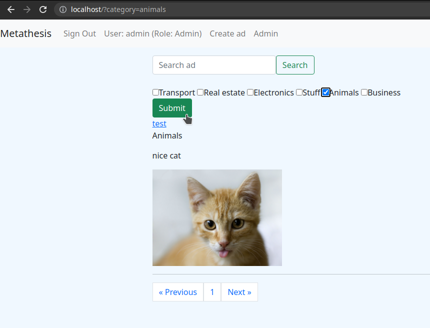 localhost/?category=animals
Metathesis Sign Out User: admin (Role: Admin) Create ad Admin
Search ad Search
Transport Real estate Electronics Stuff Animals Business
Submit
test
Animals
nice cat
« Previous 1 Next »